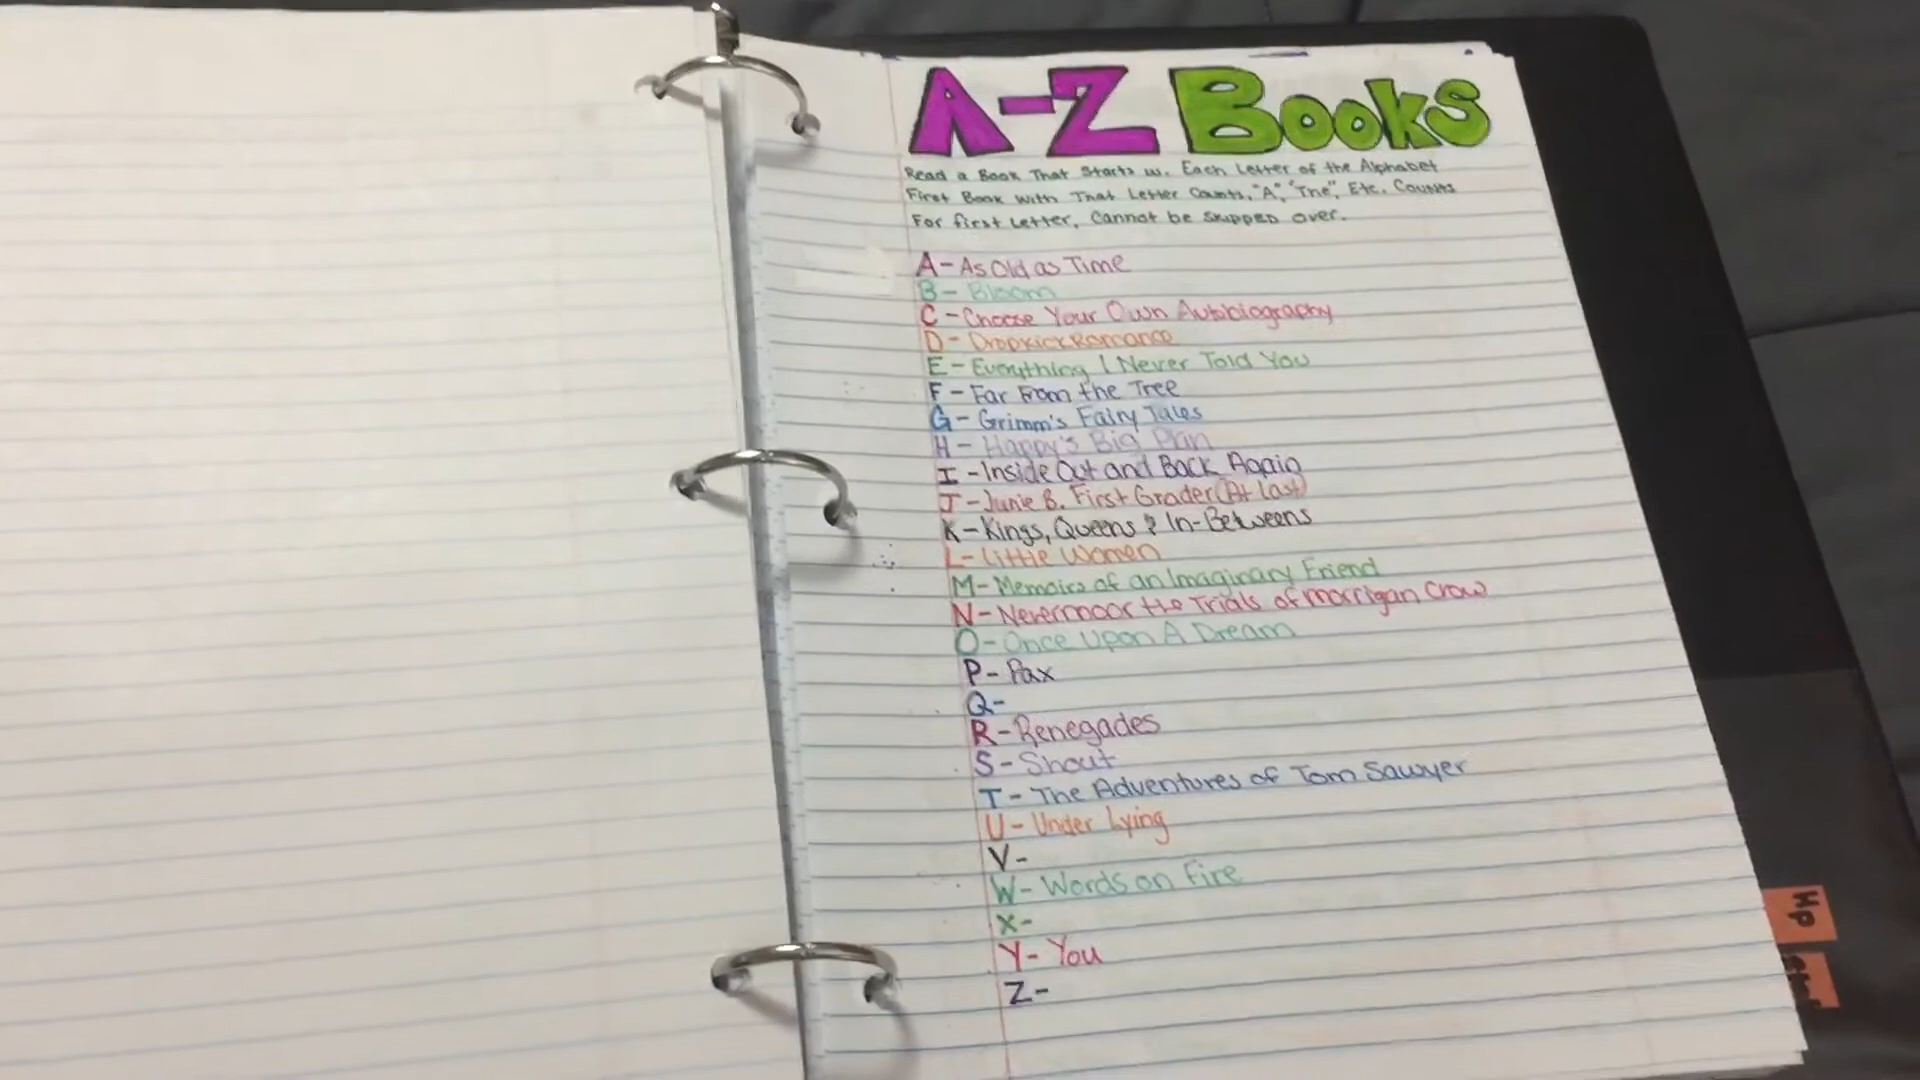 A-Z Books
Read a Book That Starts w. Each Letter of the Alphabet
First Book With That Letter Counts, "A", "The", Etc. Counts
For first Letter, Cannot be skipped over.
A - As Old as Time
B - Bloom
C - Choose Your Own Autobiography
D - Dropkick Romance
E - Everything I Never Told You
F - Far From the Tree
G - Grimm's Fairy Tales
H - Happy's Big Plan
I - Inside Out and Back Again
J - Junie B. First Grader (At Last)
K - Kings, Queens & In-Betweens
L - Little Women
M - Memoirs of an Imaginary Friend
N - Nevermoor the Trials of Morrigan Crow
O - Once Upon A Dream
P - Pax
Q -
R - Renegades
S - Shout
T - The Adventures of Tom Sawyer
U - Under Lying
V -
W - Words on Fire
X -
Y - You
Z -
Hp